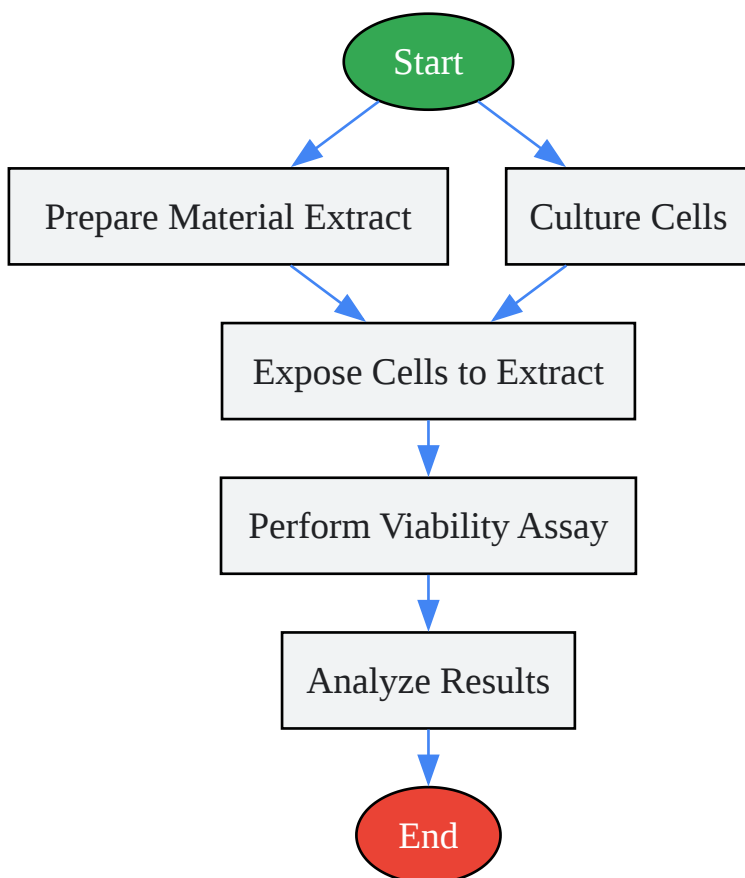 Start
Prepare Material Extract
Culture Cells
Expose Cells to Extract
Perform Viability Assay
Analyze Results
End